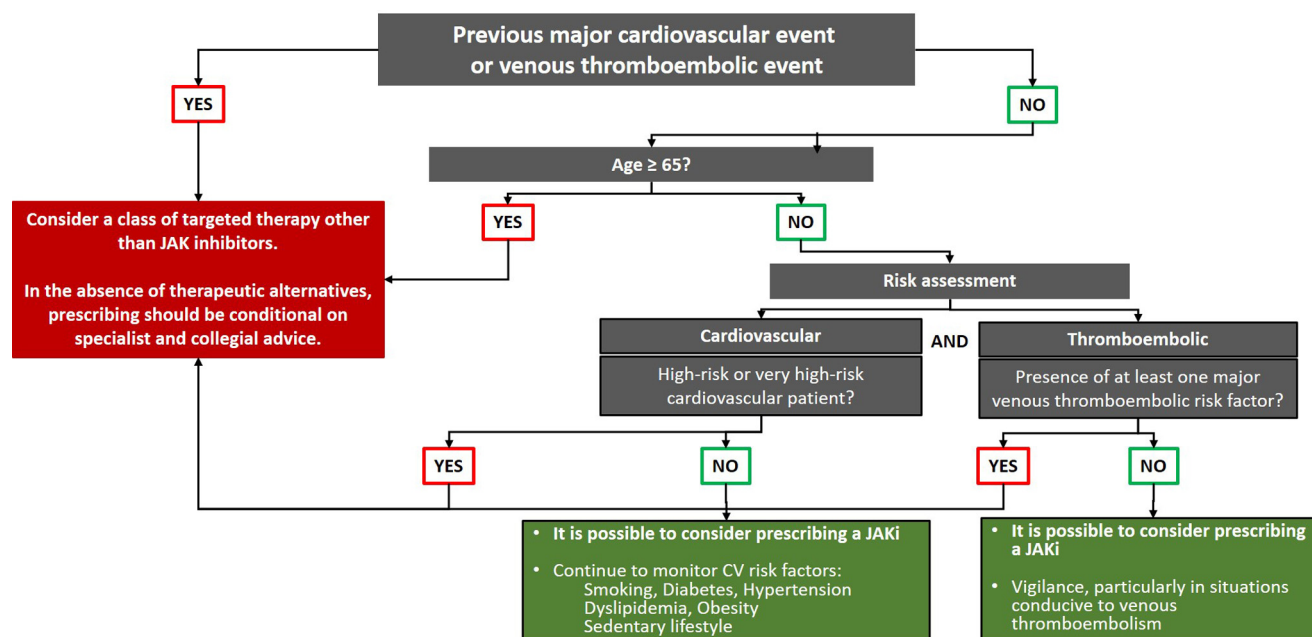 Previous major cardiovascular event
or venous thromboembolic event
YES
NO
Age ≥ 65?
YES
NO
Consider a class of targeted therapy other
than JAK inhibitors.
In the absence of therapeutic alternatives,
prescribing should be conditional on
specialist and collegial advice.
Risk assessment
Cardiovascular
AND
Thromboembolic
High-risk or very high-risk
cardiovascular patient?
Presence of at least one major
venous thromboembolic risk factor?
YES
NO
YES
NO
• It is possible to consider prescribing a JAKi
• Continue to monitor CV risk factors:
Smoking, Diabetes, Hypertension
Dyslipidemia, Obesity
Sedentary lifestyle
• It is possible to consider prescribing
a JAKi
• Vigilance, particularly in situations
conducive to venous
thromboembolism